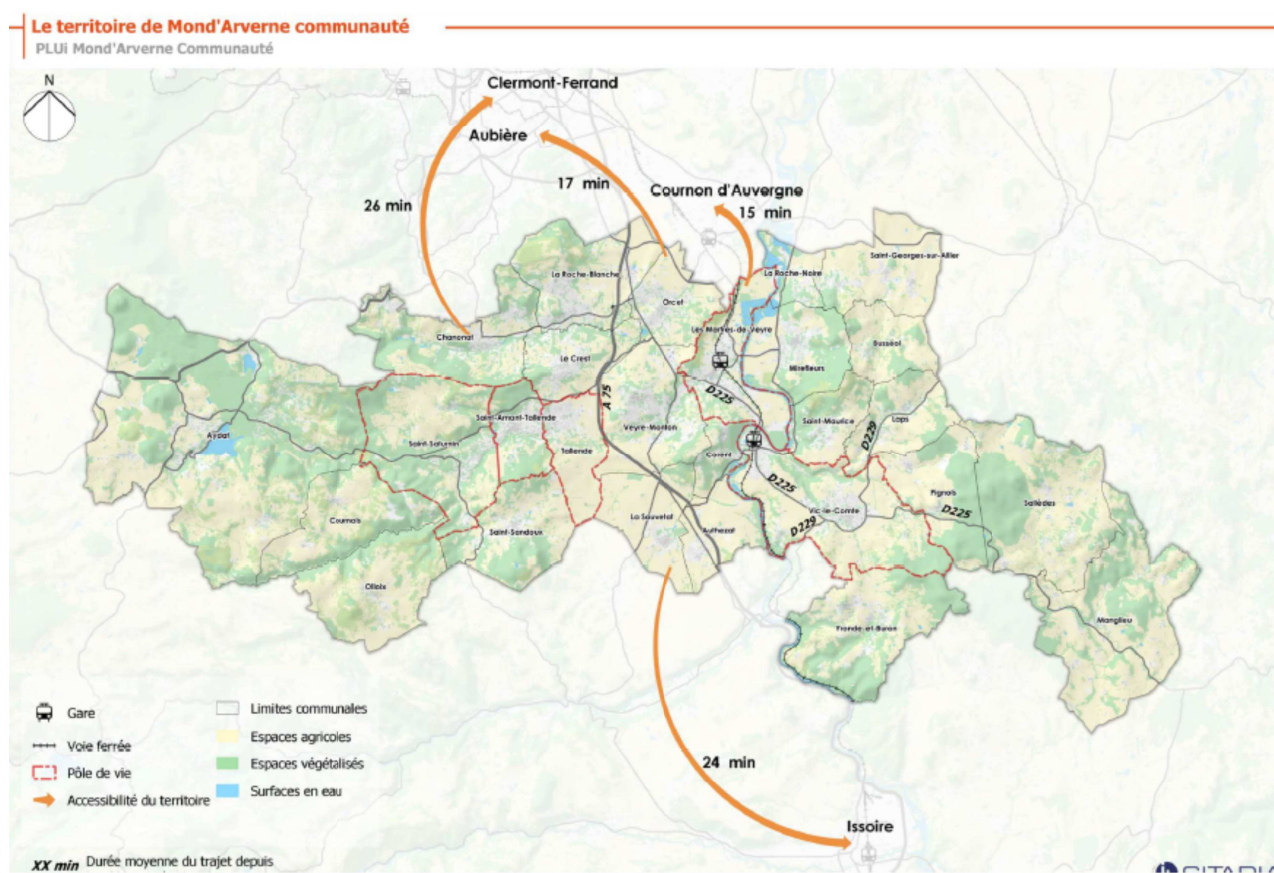 Le territoire de Mond'Arverne communauté
PLUi Mond'Arverne Communauté
N
Clermont-Ferrand
Aubière
17 min
Cournon d'Auvergne
15 min
26 min
Saint-Georges-sur-Allier
La Roche-Blanche
La Roche-Noire
Orcet
Les Martres-de-Veyre
Chanonat
Busséol
Le Crest
Mirefleurs
A 75
D225
Saint-Amant-Tallende
Saint-Maurice
Laps
Veyre-Monton
D229
Aydat
Saint-Saturnin
Tallende
Corent
D225
Pignols
Sallèdes
Vic-le-Comte
D225
La Sauvetat
Cournols
D229
Saint-Sandoux
Authezat
Olloix
Manglieu
Yronde-et-Buron
Gare
Voie ferrée
Pôle de vie
Accessibilité du territoire
Limites communales
Espaces agricoles
Espaces végétalisés
Surfaces en eau
24 min
Issoire
XX min Durée moyenne du trajet depuis